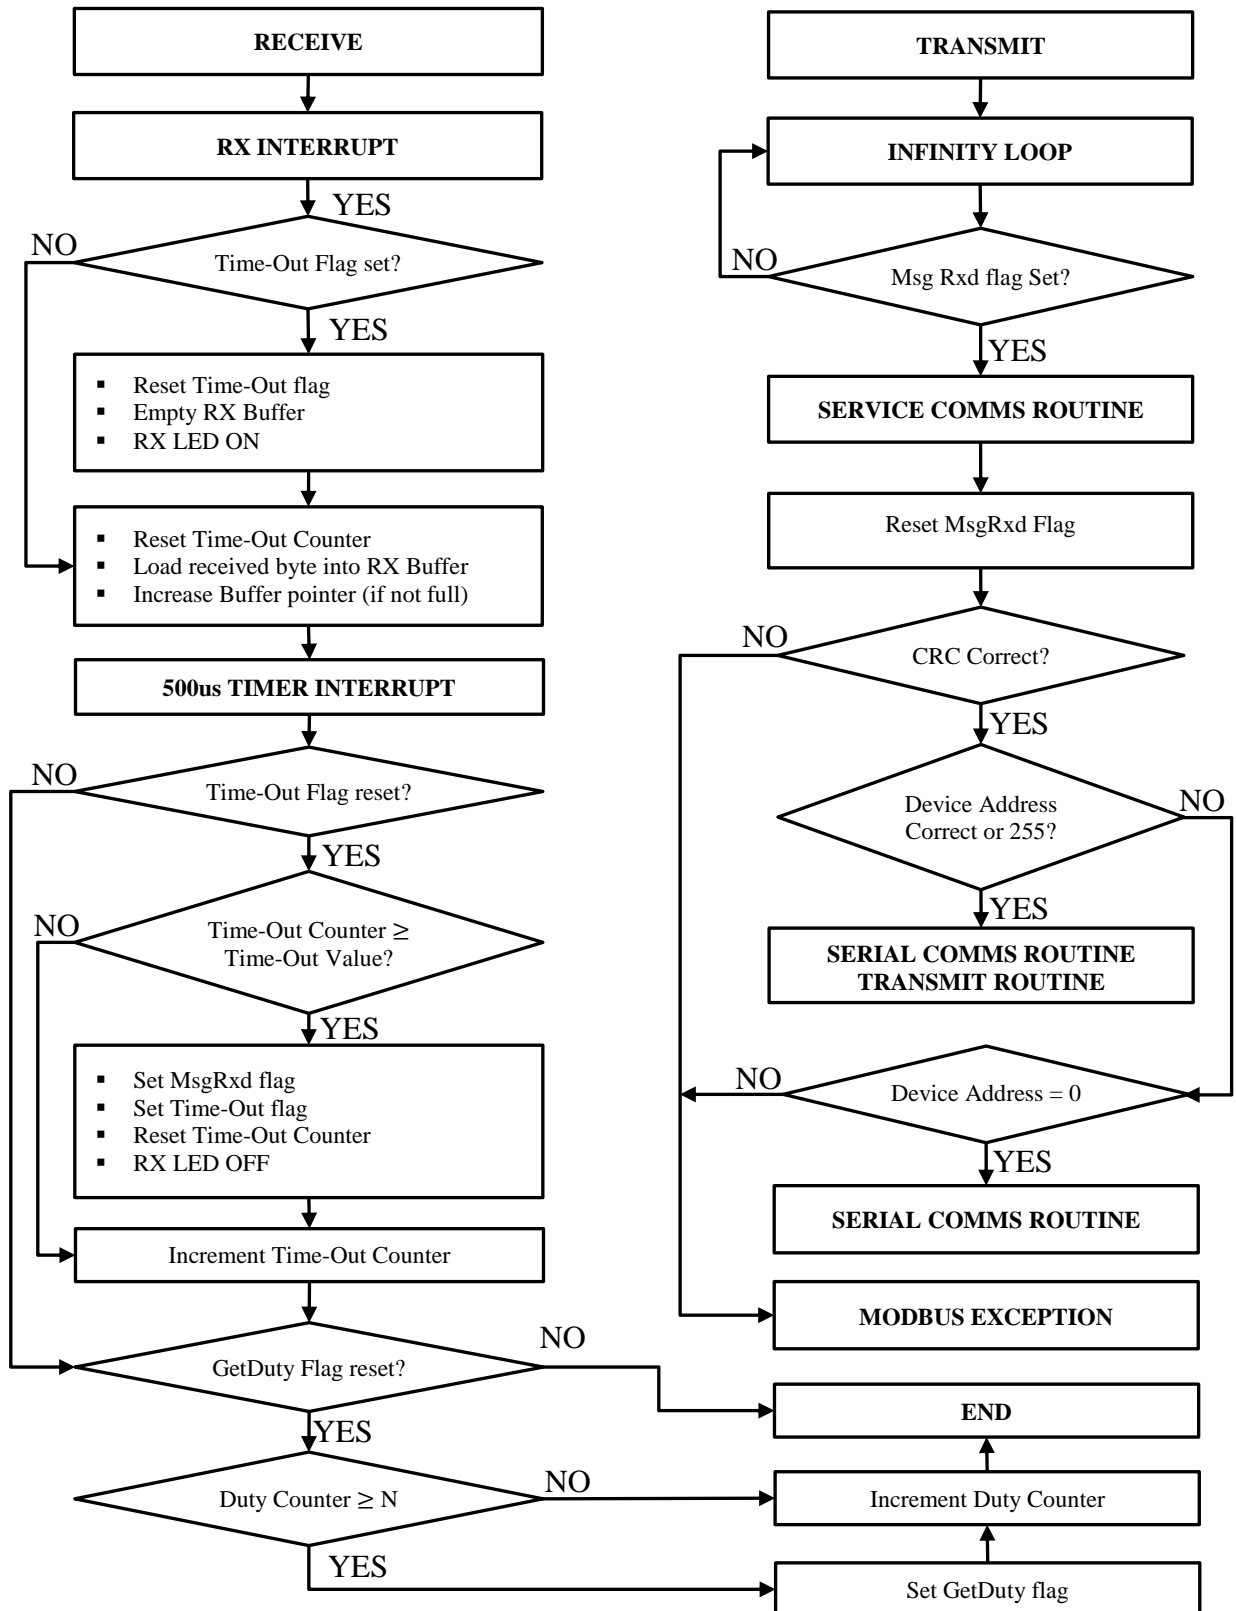 RECEIVE
RX INTERRUPT
YES
NO
Time-Out Flag set?
YES
▪ Reset Time-Out flag
▪ Empty RX Buffer
▪ RX LED ON
▪ Reset Time-Out Counter
▪ Load received byte into RX Buffer
▪ Increase Buffer pointer (if not full)
500us TIMER INTERRUPT
NO
Time-Out Flag reset?
YES
NO
Time-Out Counter ≥
Time-Out Value?
YES
▪ Set MsgRxd flag
▪ Set Time-Out flag
▪ Reset Time-Out Counter
▪ RX LED OFF
Increment Time-Out Counter
NO
GetDuty Flag reset?
YES
NO
Duty Counter ≥ N
YES
TRANSMIT
INFINITY LOOP
NO
Msg Rxd flag Set?
YES
SERVICE COMMS ROUTINE
Reset MsgRxd Flag
NO
CRC Correct?
YES
Device Address
Correct or 255?
NO
YES
SERIAL COMMS ROUTINE
TRANSMIT ROUTINE
NO
Device Address = 0
YES
SERIAL COMMS ROUTINE
MODBUS EXCEPTION
END
Increment Duty Counter
Set GetDuty flag